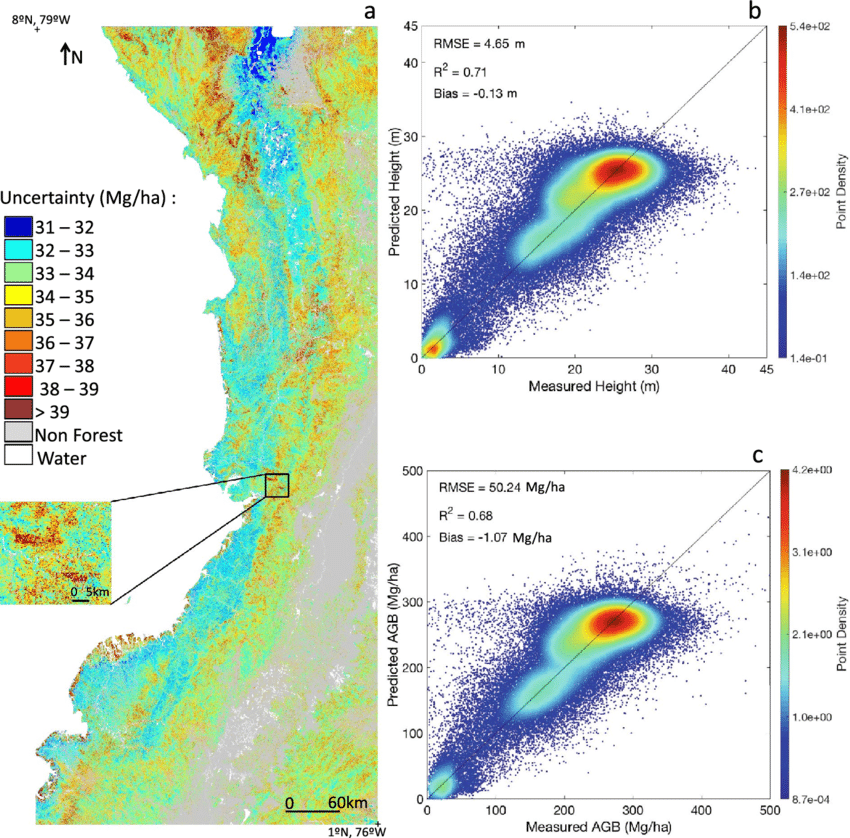 a
8ºN, 79ºW
N
Uncertainty (Mg/ha) :
31 – 32
32 – 33
33 – 34
34 – 35
35 – 36
36 – 37
37 – 38
38 – 39
> 39
Non Forest
Water
0 5km
0 60km
1ºN, 76ºW
b
RMSE = 4.65 m
R² = 0.71
Bias = -0.13 m
45
40
30
20
10
0
Predicted Height (m)
0 10 20 30 40 45
Measured Height (m)
5.4e+02
4.1e+02
2.7e+02
1.4e+02
1.4e-01
Point Density
c
RMSE = 50.24 Mg/ha
R² = 0.68
Bias = -1.07 Mg/ha
500
400
300
200
100
0
Predicted AGB (Mg/ha)
0 100 200 300 400 500
Measured AGB (Mg/ha)
4.2e+00
3.1e+00
2.1e+00
1.0e+00
8.7e-04
Point Density